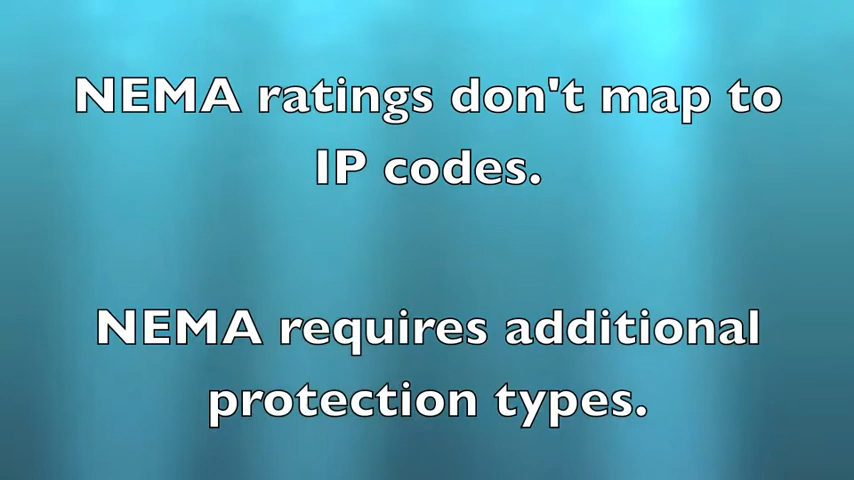 NEMA ratings don't map to
IP codes.
NEMA requires additional
protection types.